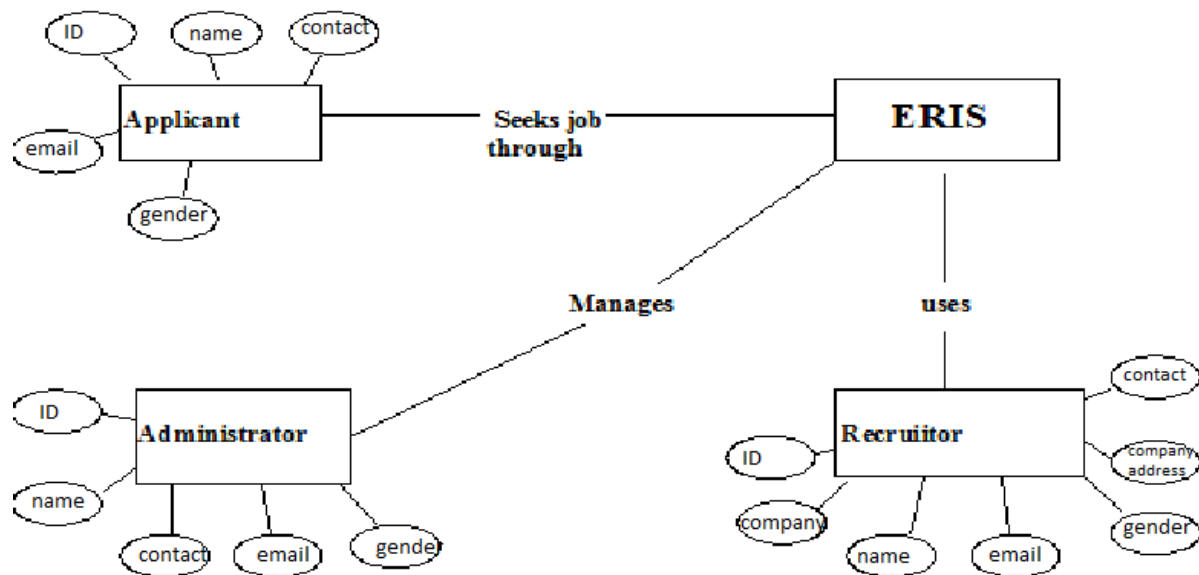 ID
name
contact
Applicant
ERIS
Seeks job
through
email
gender
Manages
uses
ID
Administrator
name
contact
email
gender
contact
Recruiitor
ID
company
address
company
name
email
gender